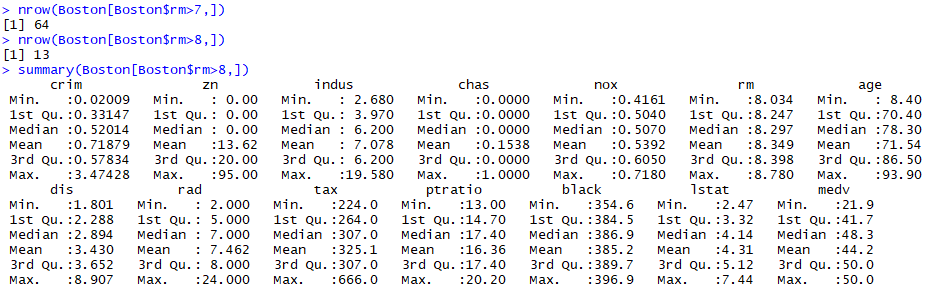 > nrow(Boston[Boston$rm>7,])
[1] 64
> nrow(Boston[Boston$rm>8,])
[1] 13
> summary(Boston[Boston$rm>8,])
      crim               zn            indus             chas             nox               rm             age
 Min.   :0.02009   Min.   : 0.00   Min.   : 2.680   Min.   :0.0000   Min.   :0.4161   Min.   :8.034   Min.   : 8.40
 1st Qu.:0.33147   1st Qu.: 0.00   1st Qu.: 3.970   1st Qu.:0.0000   1st Qu.:0.5040   1st Qu.:8.247   1st Qu.:70.40
 Median :0.52014   Median : 0.00   Median : 6.200   Median :0.0000   Median :0.5070   Median :8.297   Median :78.30
 Mean   :0.71879   Mean   :13.62   Mean   : 7.078   Mean   :0.1538   Mean   :0.5392   Mean   :8.349   Mean   :71.54
 3rd Qu.:0.57834   3rd Qu.:20.00   3rd Qu.: 6.200   3rd Qu.:0.0000   3rd Qu.:0.6050   3rd Qu.:8.398   3rd Qu.:86.50
 Max.   :3.47428   Max.   :95.00   Max.   :19.580   Max.   :1.0000   Max.   :0.7180   Max.   :8.780   Max.   :93.90
      dis             rad              tax           ptratio          black           lstat           medv
 Min.   :1.801   Min.   : 2.000   Min.   :224.0   Min.   :13.00   Min.   :354.6   Min.   :2.47   Min.   :21.9
 1st Qu.:2.288   1st Qu.: 5.000   1st Qu.:264.0   1st Qu.:14.70   1st Qu.:384.5   1st Qu.:3.32   1st Qu.:41.7
 Median :2.894   Median : 7.000   Median :307.0   Median :17.40   Median :386.9   Median :4.14   Median :48.3
 Mean   :3.430   Mean   : 7.462   Mean   :325.1   Mean   :16.36   Mean   :385.2   Mean   :4.31   Mean   :44.2
 3rd Qu.:3.652   3rd Qu.: 8.000   3rd Qu.:307.0   3rd Qu.:17.40   3rd Qu.:389.7   3rd Qu.:5.12   3rd Qu.:50.0
 Max.   :8.907   Max.   :24.000   Max.   :666.0   Max.   :20.20   Max.   :396.9   Max.   :7.44   Max.   :50.0